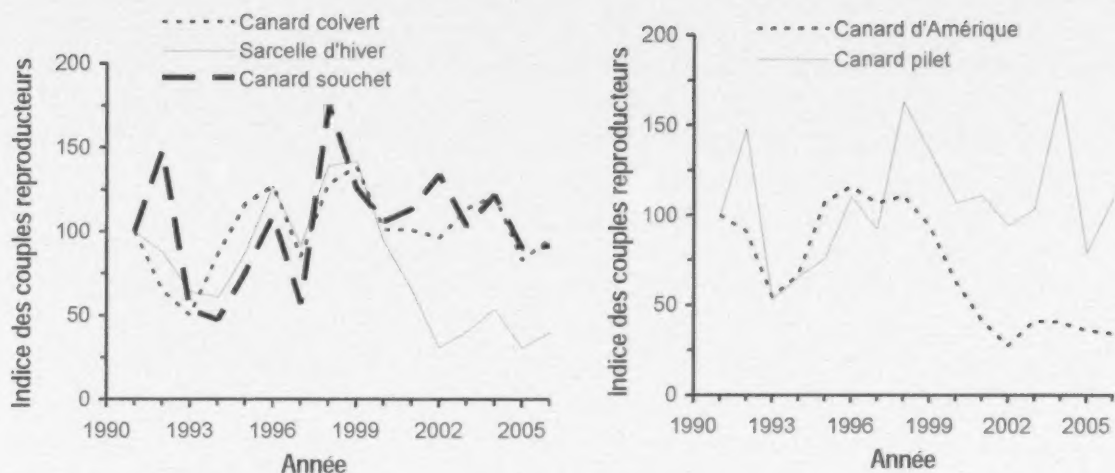 Canard colvert
Sarcelle d'hiver
Canard souchet
Indice des couples reproducteurs
200
150
100
50
0
1990 1993 1996 1999 2002 2005
Année
Canard d'Amérique
Canard pilet
Indice des couples reproducteurs
200
150
100
50
0
1990 1993 1996 1999 2002 2005
Année